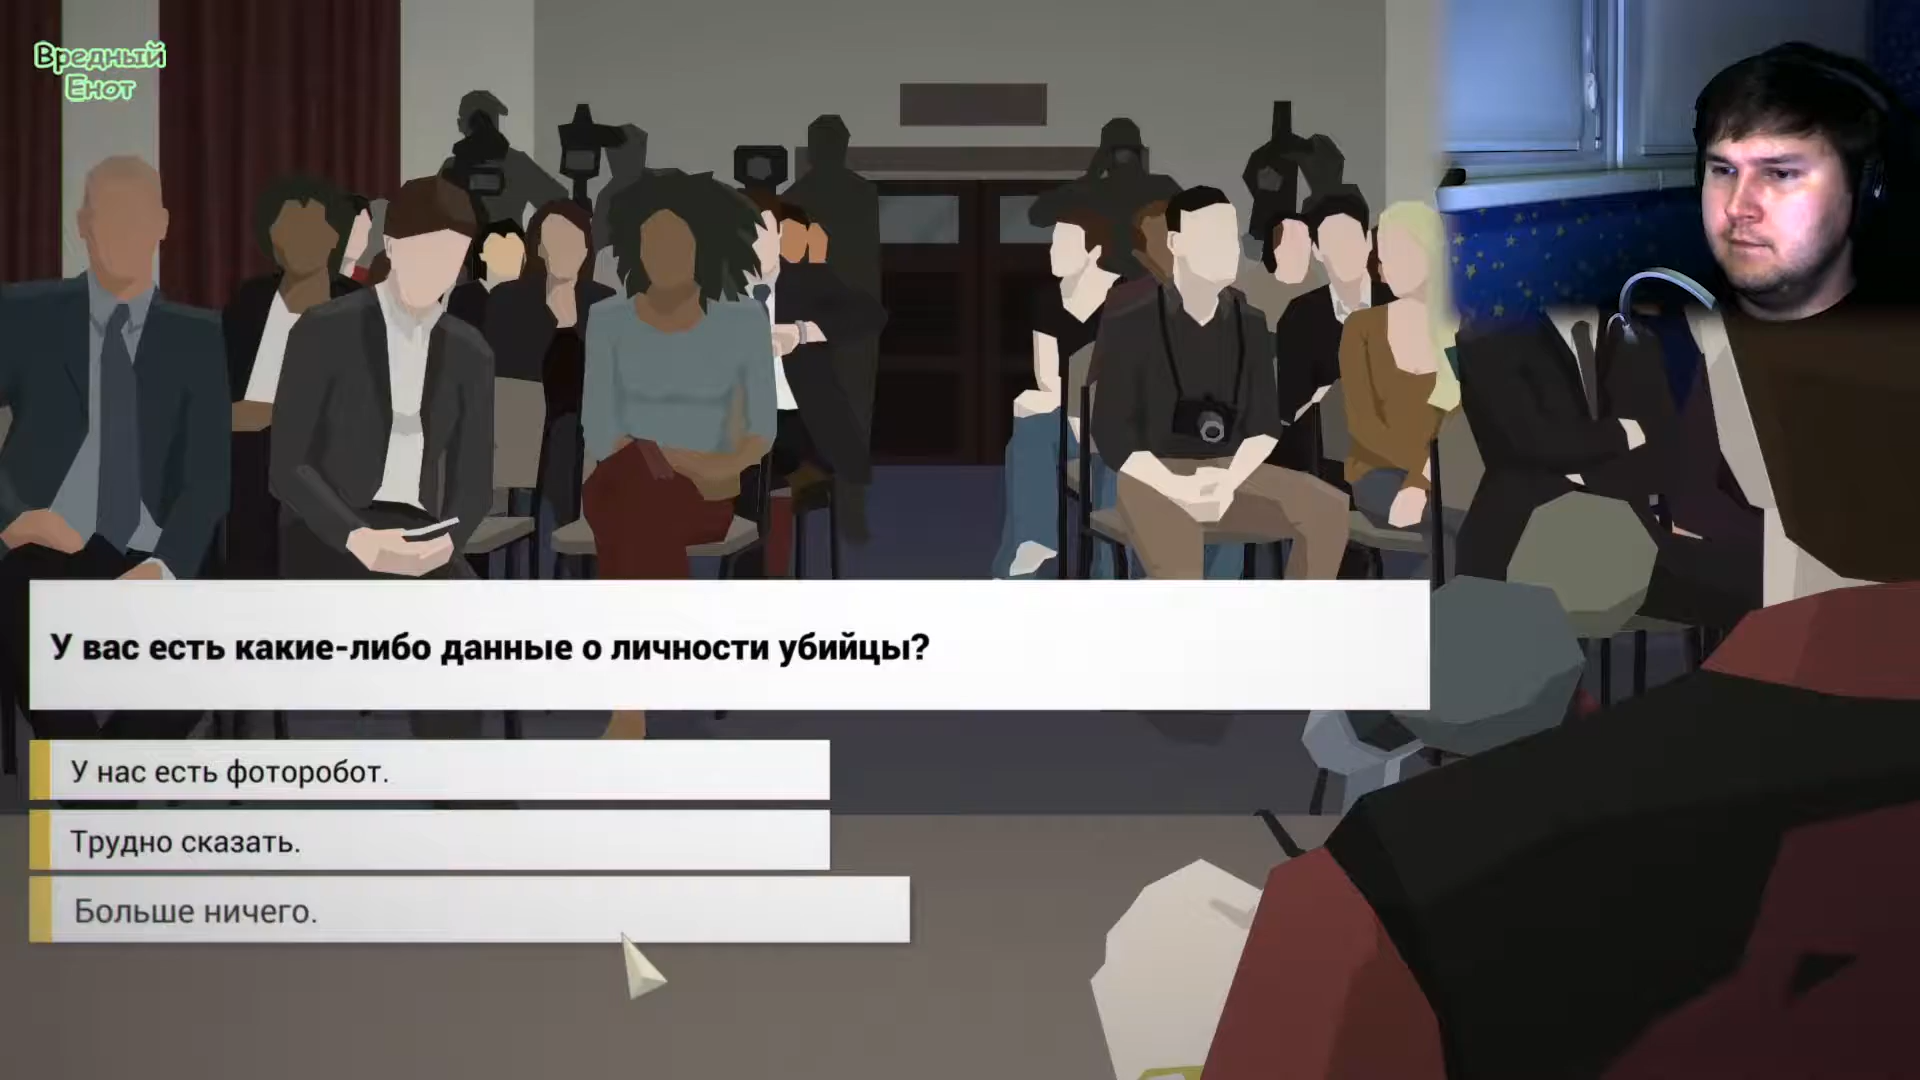 Вредный
Енот
У вас есть какие-либо данные о личности убийцы?
У нас есть фоторобот.
Трудно сказать.
Больше ничего.